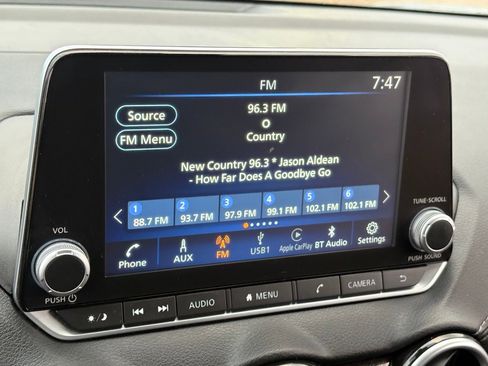 FM
7:47
Source
96.3 FM
FM Menu
Country
New Country 96.3 * Jason Aldean
- How Far Does A Goodbye Go
1 2 3 4 5 6
88.7 FM 93.7 FM 97.9 FM 99.1 FM 102.1 FM 102.1 FM
Phone AUX FM USB1 Apple CarPlay BT Audio Settings
VOL
PUSH
TUNE-SCROLL
PUSH SOUND
AUDIO MENU CAMERA